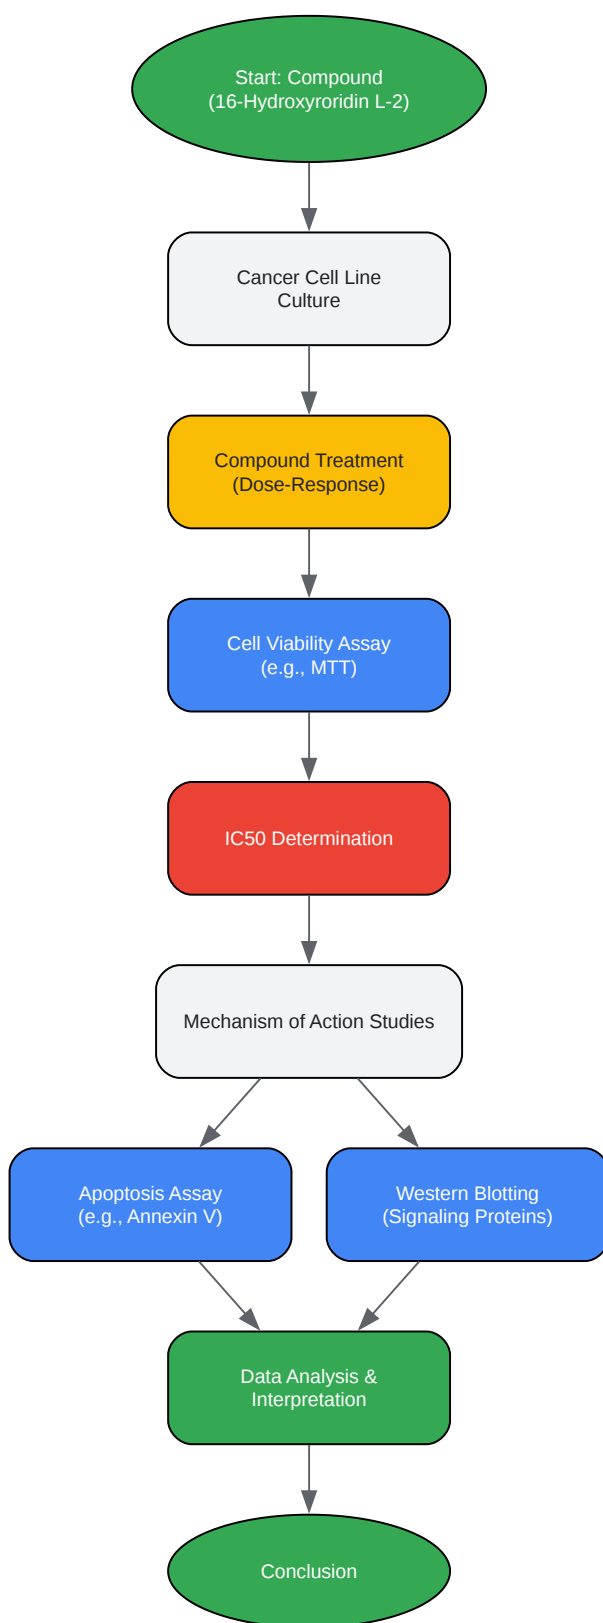 Start: Compound
(16-Hydroxyroridin L-2)
Cancer Cell Line
Culture
Compound Treatment
(Dose-Response)
Cell Viability Assay
(e.g., MTT)
IC50 Determination
Mechanism of Action Studies
Apoptosis Assay
(e.g., Annexin V)
Western Blotting
(Signaling Proteins)
Data Analysis &
Interpretation
Conclusion